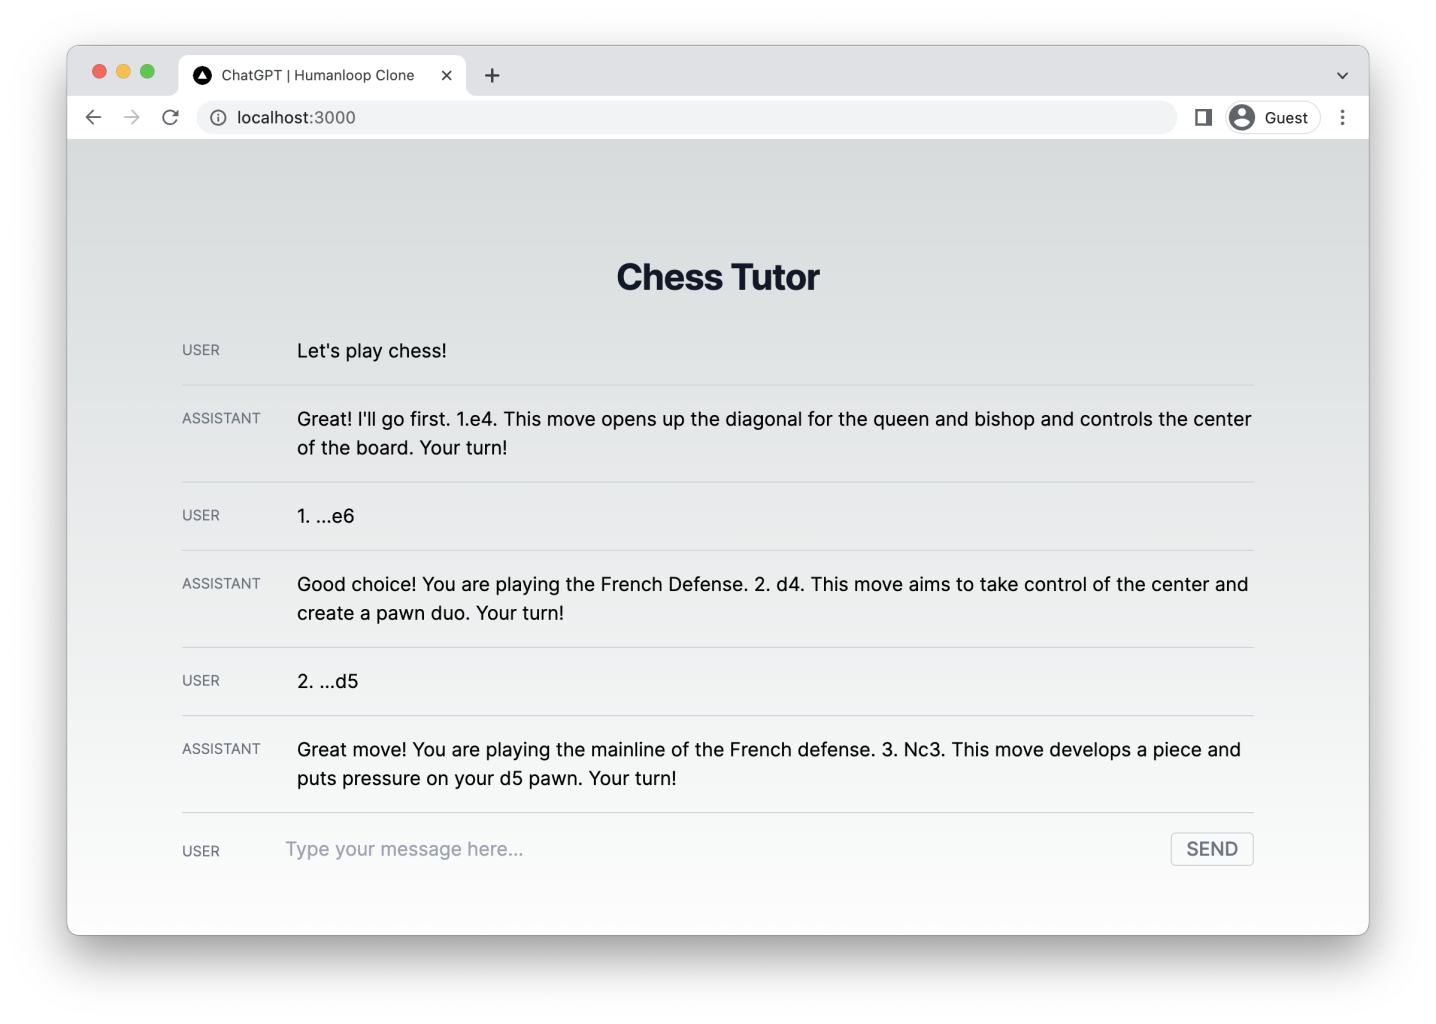 ChatGPT | Humanloop Clone
localhost:3000
Guest
Chess Tutor
USER
Let's play chess!
ASSISTANT
Great! I'll go first. 1.e4. This move opens up the diagonal for the queen and bishop and controls the center
of the board. Your turn!
USER
1. ...e6
ASSISTANT
Good choice! You are playing the French Defense. 2. d4. This move aims to take control of the center and
create a pawn duo. Your turn!
USER
2. ...d5
ASSISTANT
Great move! You are playing the mainline of the French defense. 3. Nc3. This move develops a piece and
puts pressure on your d5 pawn. Your turn!
USER
Type your message here...
SEND